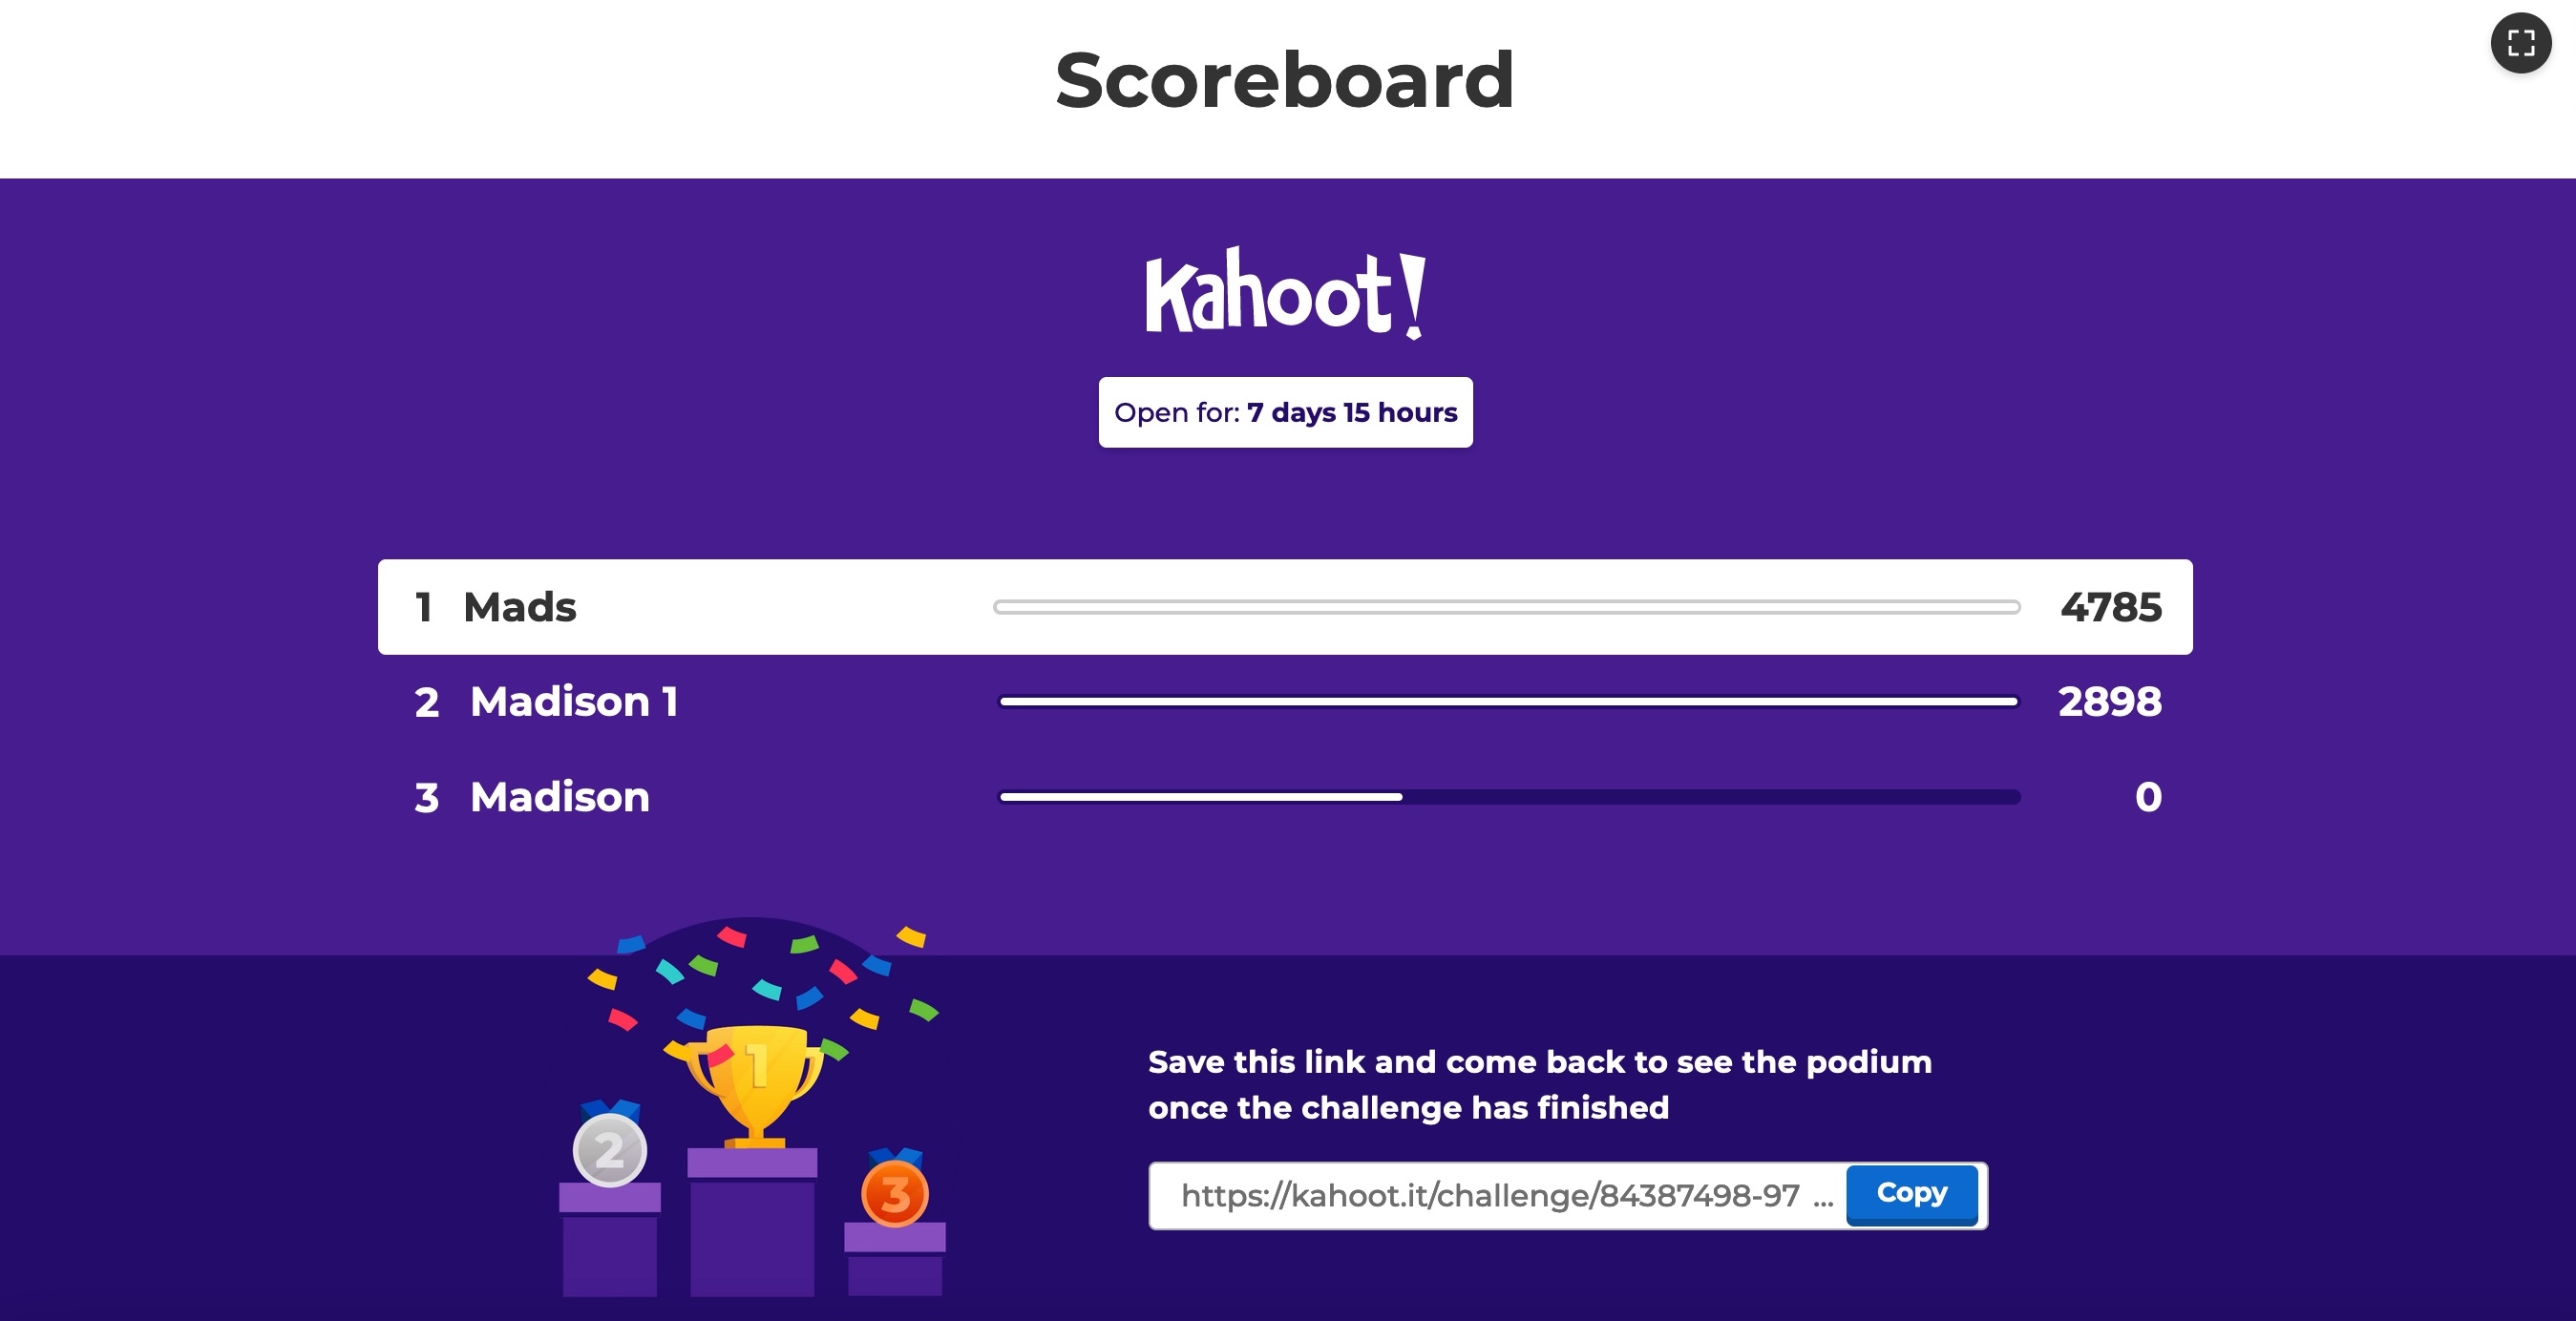 Scoreboard
Kahoot!
Open for: 7 days 15 hours
1 Mads 4785
2 Madison 1 2898
3 Madison 0
1
2
3
Save this link and come back to see the podium
once the challenge has finished
https://kahoot.it/challenge/84387498-97 ... Copy